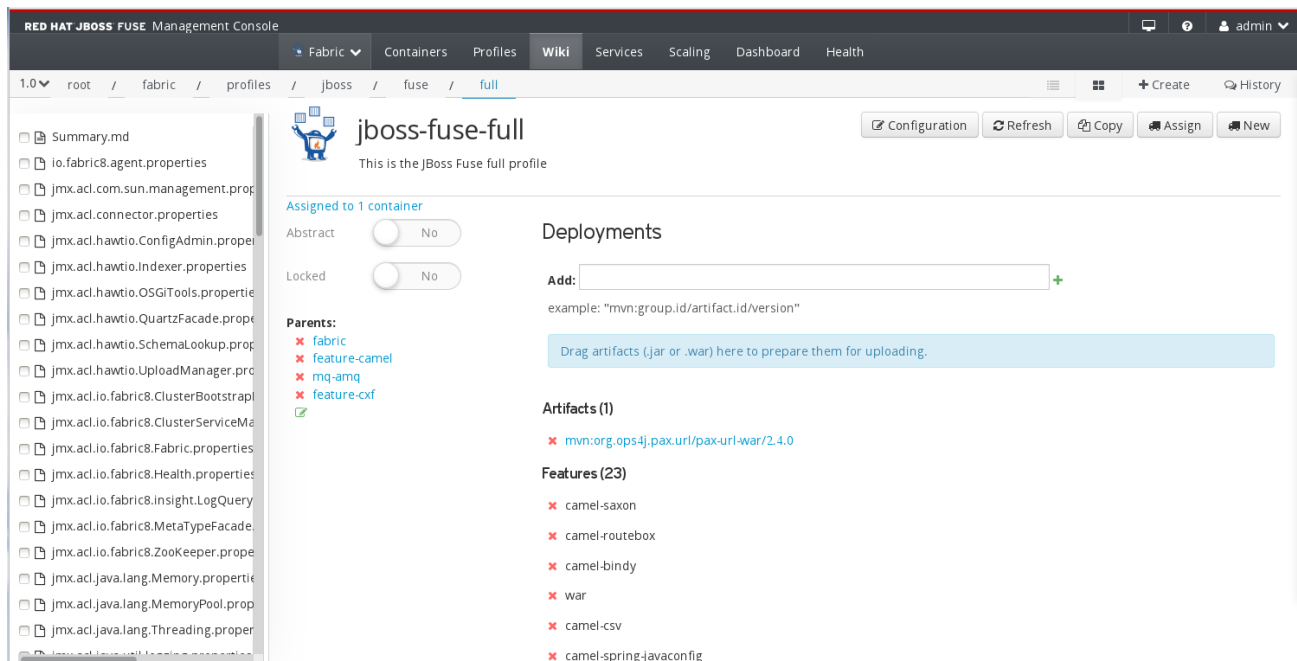 RED HAT JBOSS FUSE Management Console
admin
Fabric Containers Profiles Wiki Services Scaling Dashboard Health
1.0 root / fabric / profiles / jboss / fuse / full
Create History
Summary.md
io.fabric8.agent.properties
jmx.acl.com.sun.management.prop
jmx.acl.connector.properties
jmx.acl.hawtio.ConfigAdmin.proper
jmx.acl.hawtio.Indexer.properties
jmx.acl.hawtio.OSGiTools.propertie
jmx.acl.hawtio.QuartzFacade.prope
jmx.acl.hawtio.SchemaLookup.prop
jmx.acl.hawtio.UploadManager.pro
jmx.acl.io.fabric8.ClusterBootstrap
jmx.acl.io.fabric8.ClusterServiceMa
jmx.acl.io.fabric8.Fabric.properties
jmx.acl.io.fabric8.Health.properties
jmx.acl.io.fabric8.insight.LogQuery
jmx.acl.io.fabric8.MetaTypeFacade.
jmx.acl.io.fabric8.ZooKeeper.prope
jmx.acl.java.lang.Memory.propertie
jmx.acl.java.lang.MemoryPool.prop
jmx.acl.java.lang.Threading.proper
jmx.acl.java.util.logging.properties
jboss-fuse-full
Configuration Refresh Copy Assign New
This is the JBoss Fuse full profile
Assigned to 1 container
Abstract No
Locked No
Parents:
fabric
feature-camel
mq-amq
feature-cxf
Deployments
Add:
example: "mvn:group.id/artifact.id/version"
Drag artifacts (.jar or .war) here to prepare them for uploading.
Artifacts (1)
mvn:org.ops4j.pax.url/pax-url-war/2.4.0
Features (23)
camel-saxon
camel-routebox
camel-bindy
war
camel-csv
camel-spring-javaconfig